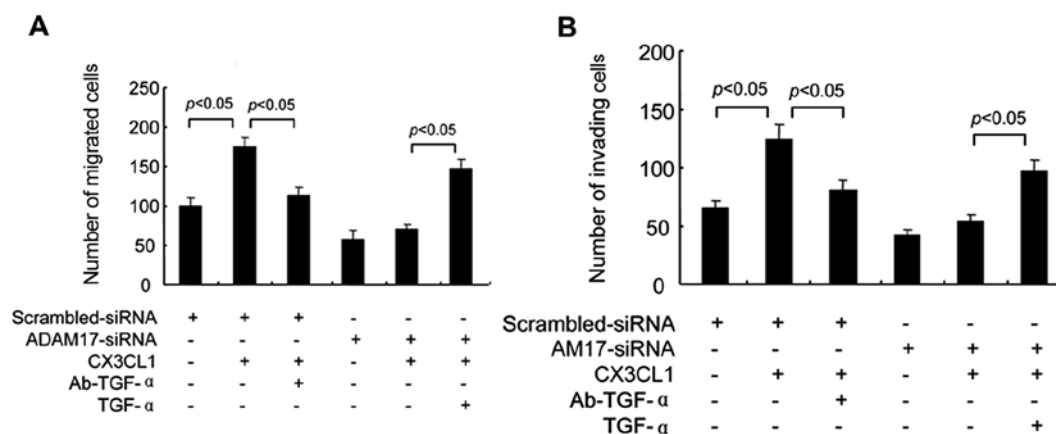 A
Number of migrated cells
250
200
150
100
50
0
p<0.05
p<0.05
p<0.05
Scrambled-siRNA + + + - - -
ADAM17-siRNA - - - + + +
CX3CL1 - + + - + +
Ab-TGF-α - - + - - -
TGF-α - - - - - +
B
Number of invading cells
200
150
100
50
0
p<0.05
p<0.05
p<0.05
Scrambled-siRNA + + + - - -
AM17-siRNA - - - + + +
CX3CL1 - + + - + +
Ab-TGF-α - - + - - -
TGF-α - - - - - +